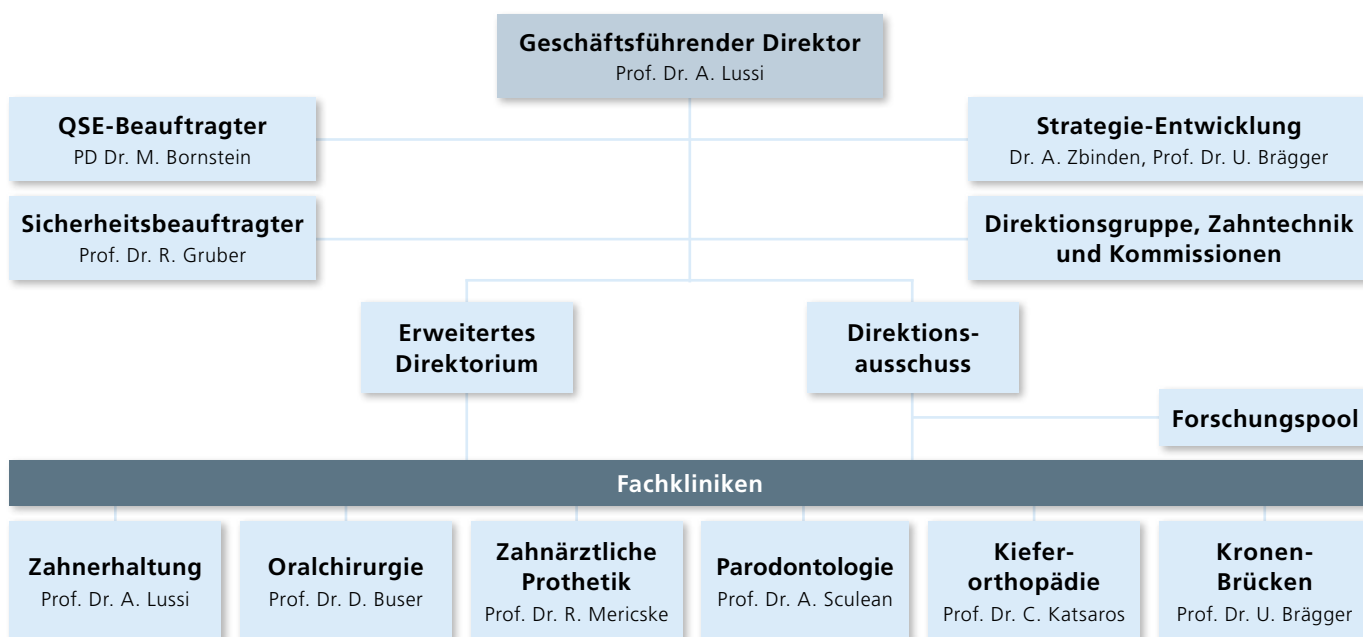 Geschäftsführender Direktor
Prof. Dr. A. Lussi
QSE-Beauftragter
PD Dr. M. Bornstein
Strategie-Entwicklung
Dr. A. Zbinden, Prof. Dr. U. Brägger
Sicherheitsbeauftragter
Prof. Dr. R. Gruber
Direktionsgruppe, Zahntechnik
und Kommissionen
Erweitertes
Direktorium
Direktions-
ausschuss
Forschungspool
Fachkliniken
Zahnerhaltung
Prof. Dr. A. Lussi
Oralchirurgie
Prof. Dr. D. Buser
Zahnärztliche
Prothetik
Prof. Dr. R. Mericske
Parodontologie
Prof. Dr. A. Sculean
Kiefer-
orthopädie
Prof. Dr. C. Katsaros
Kronen-
Brücken
Prof. Dr. U. Brägger